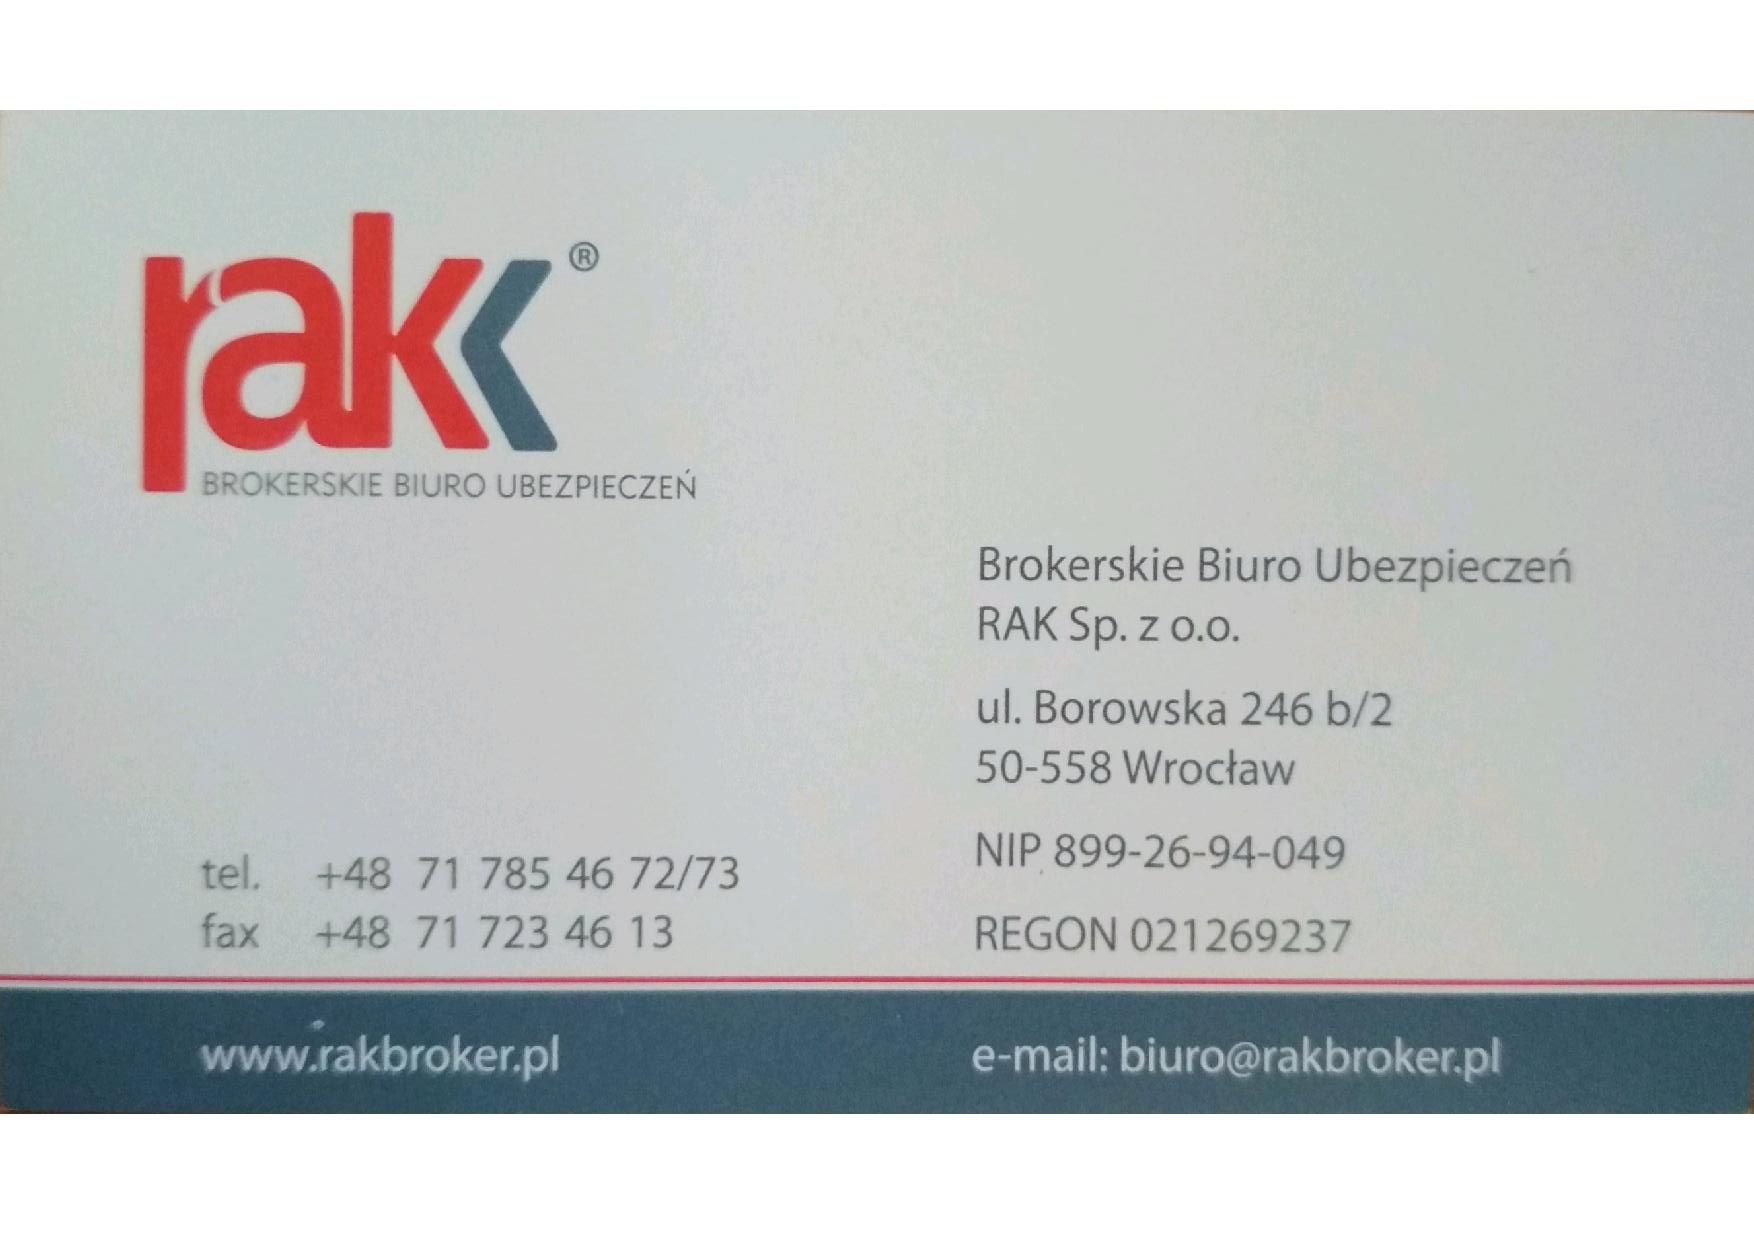 rak
®
BROKERSKIE BIURO UBEZPIECZEŃ
Brokerskie Biuro Ubezpieczeń
RAK Sp. z o.o.
ul. Borowska 246 b/2
50-558 Wrocław
NIP 899-26-94-049
REGON 021269237
tel. +48 71 785 46 72/73
fax +48 71 723 46 13
www.rakbroker.pl
e-mail: biuro@rakbroker.pl